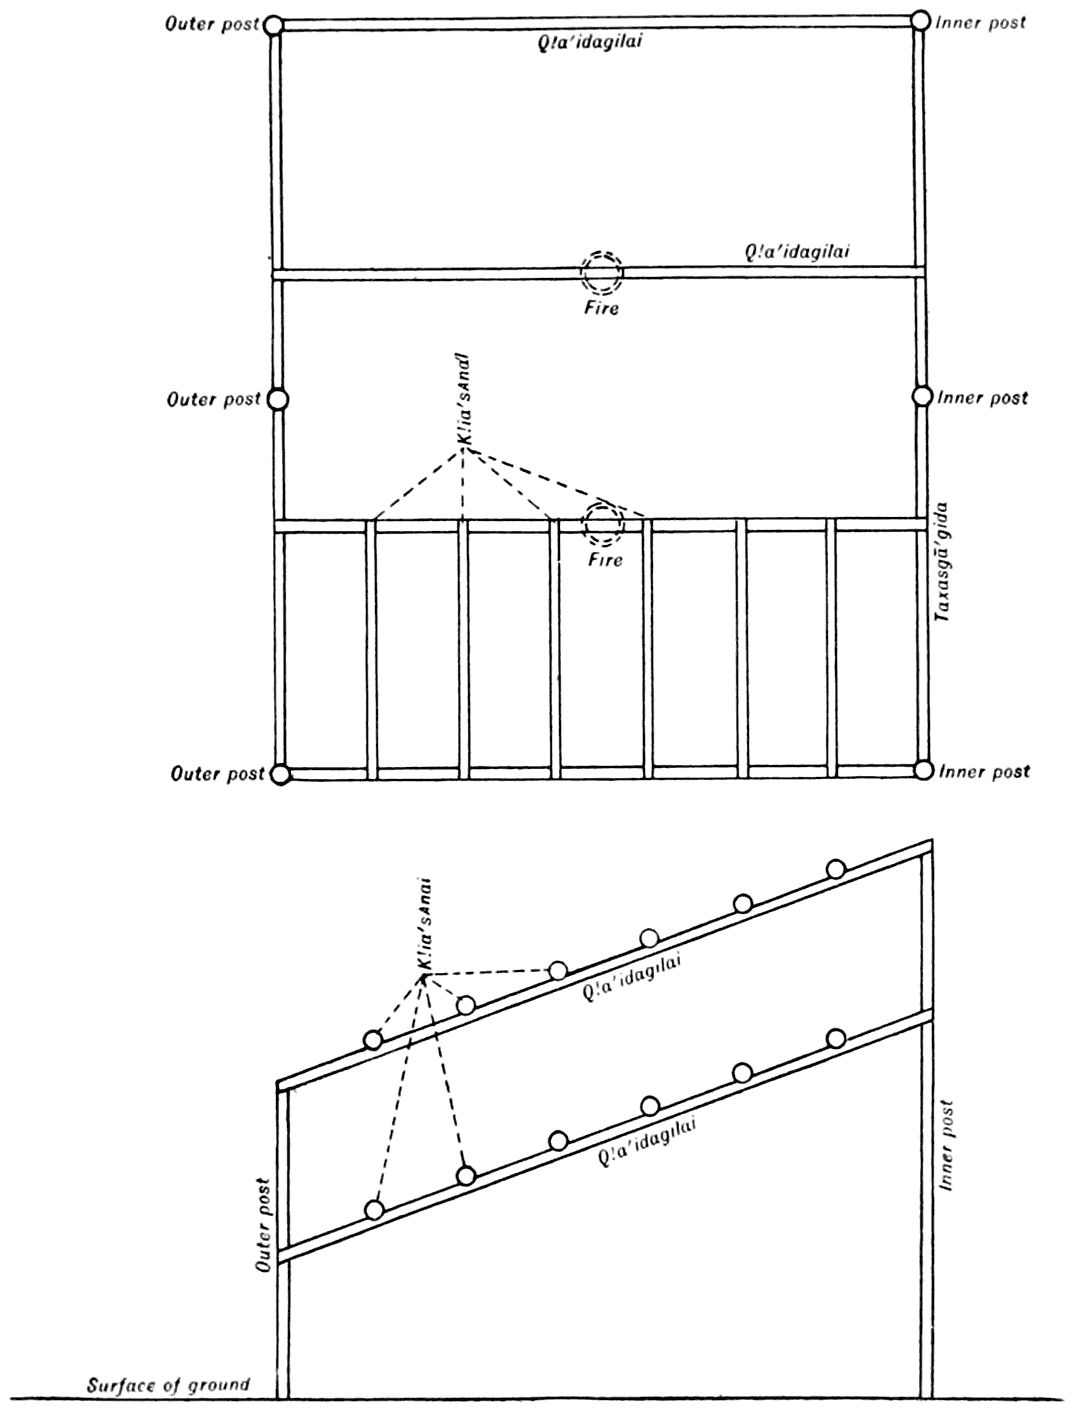 Outer post
Inner post
Q!a'idagilai
Q!a'idagilai
Fire
K!ia'sAnaí
Outer post
Inner post
Taxasgā'gida
Fire
Outer post
Inner post
K!ia'sAnai
Q!a'idagilai
Q!a'idagilai
Inner post
Outer post
Surface of ground